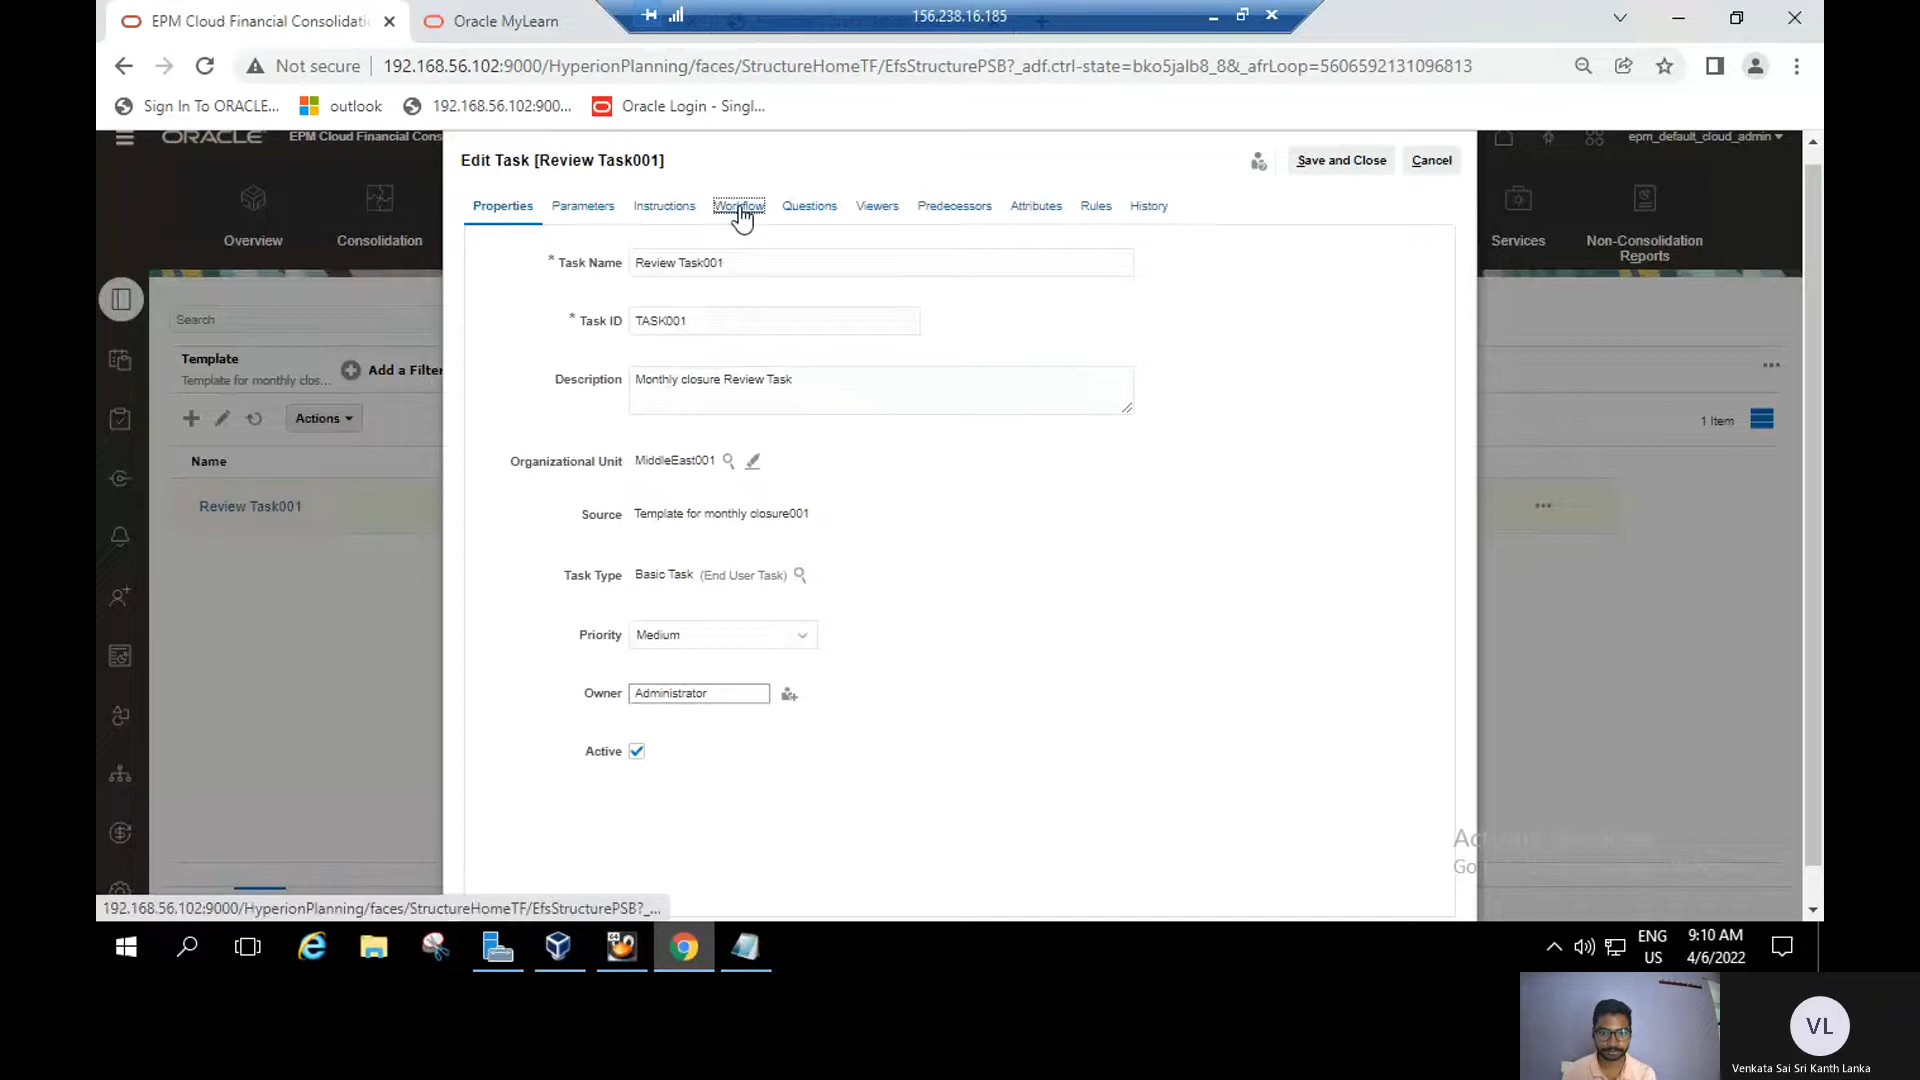 EPM Cloud Financial Consolidatio
Oracle MyLearn
156.238.16.185
Not secure
192.168.56.102:9000/HyperionPlanning/faces/StructureHomeTF/EfsStructurePSB?_adf.ctrl-state=bko5jalb8_8&_afrLoop=5606592131096813
Sign In To ORACLE...
outlook
192.168.56.102:900...
Oracle Login - Singl...
ORACLE
EPM Cloud Financial Cons
epm_default_cloud_admin
Edit Task [Review Task001]
Save and Close
Cancel
Properties
Parameters
Instructions
Workflow
Questions
Viewers
Predecessors
Attributes
Rules
History
Overview
Consolidation
Services
Non-Consolidation
Reports
* Task Name
Review Task001
* Task ID
TASK001
Search
Template
Template for monthly clos...
Add a Filter
Description
Monthly closure Review Task
Actions
1 Item
Name
Organizational Unit
MiddleEast001
Review Task001
Source
Template for monthly closure001
Task Type
Basic Task (End User Task)
Priority
Medium
Owner
Administrator
Active
Go
192.168.56.102:9000/HyperionPlanning/faces/StructureHomeTF/EfsStructurePSB?_...
ENG
US
9:10 AM
4/6/2022
VL
Venkata Sai Sri Kanth Lanka